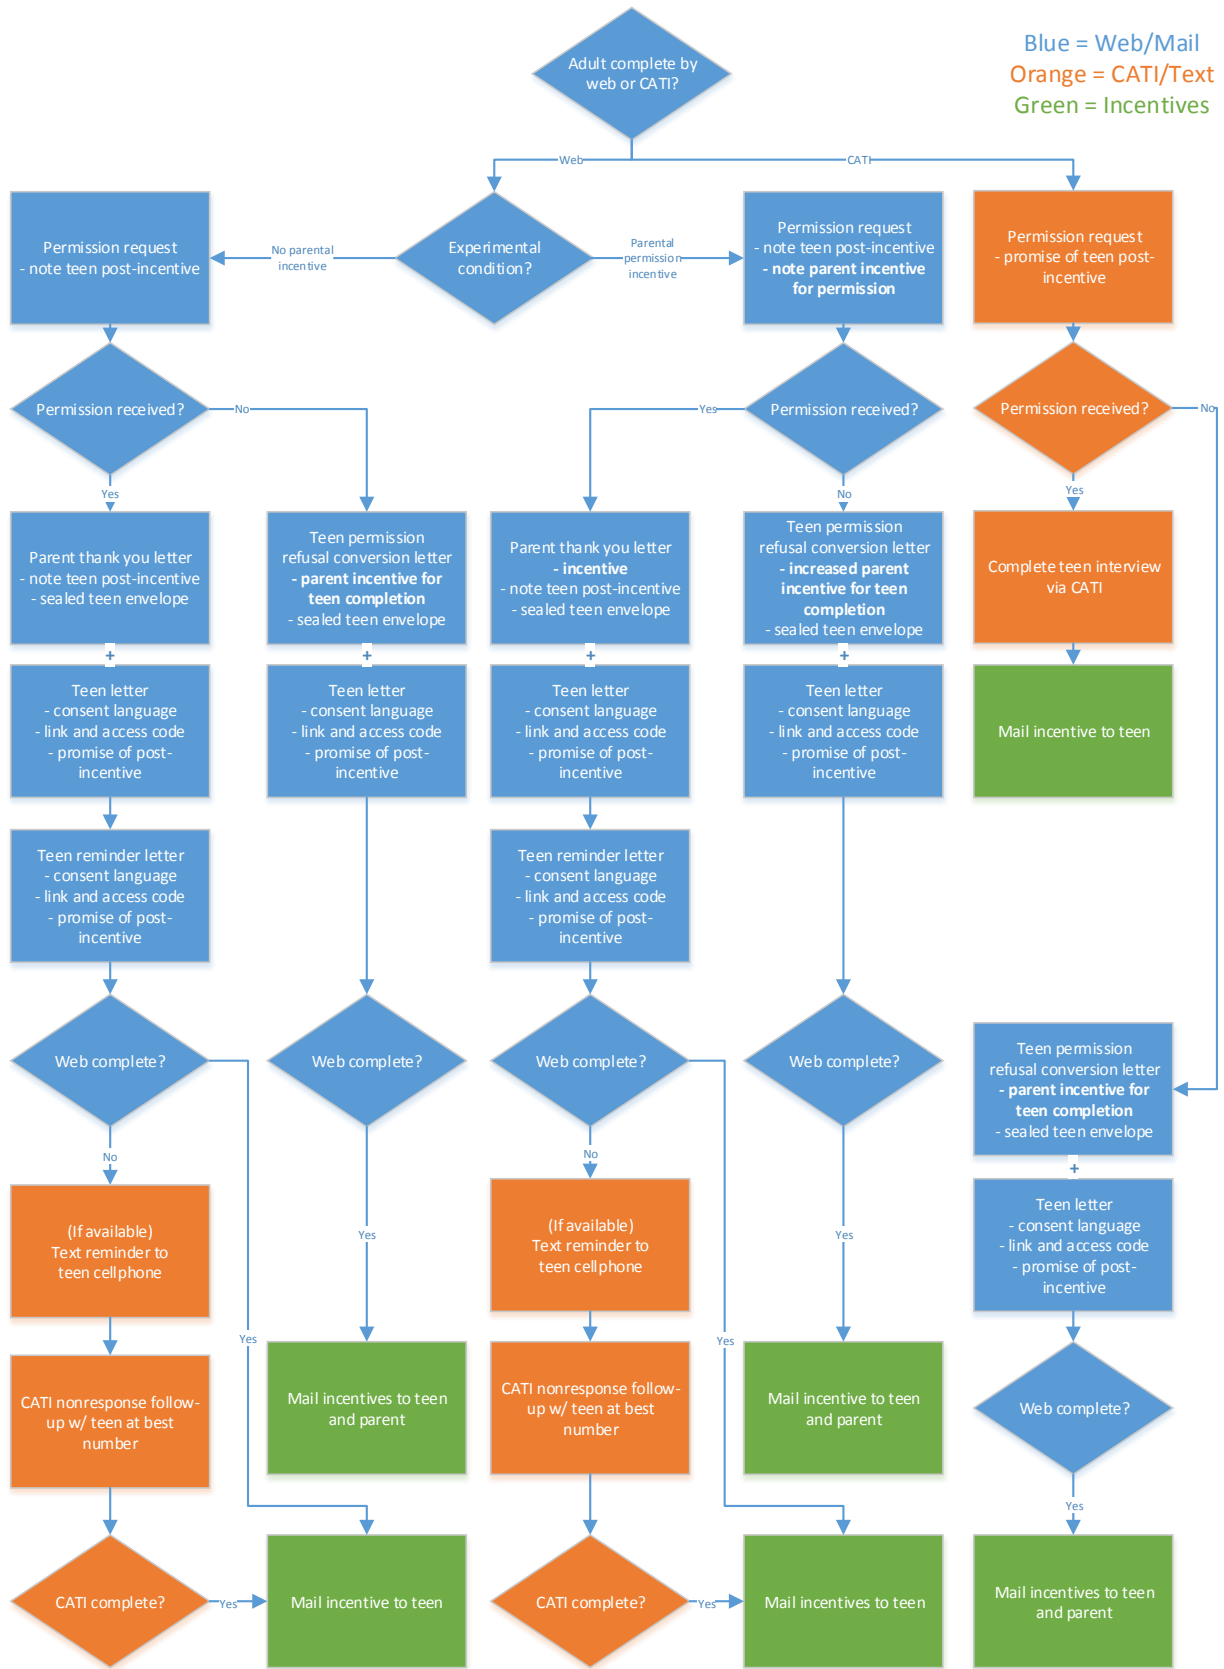 Adult complete by
web or CATI?
Blue = Web/Mail
Orange = CATI/Text
Green = Incentives
Web
CATI
Permission request
- note teen post-incentive
No parental
incentive
Experimental
condition?
Parental
permission
incentive
Permission request
- note teen post-incentive
- note parent incentive
for permission
Permission request
- promise of teen post-
incentive
Permission received?
No
Yes
Permission received?
Permission received?
No
Yes
No
Yes
Parent thank you letter
- note teen post-incentive
- sealed teen envelope
Teen permission
refusal conversion letter
- parent incentive for
teen completion
- sealed teen envelope
Parent thank you letter
- incentive
- note teen post-incentive
- sealed teen envelope
Teen permission
refusal conversion letter
- increased parent
incentive for teen
completion
- sealed teen envelope
Complete teen interview
via CATI
+
+
+
+
Teen letter
- consent language
- link and access code
- promise of post-
incentive
Teen letter
- consent language
- link and access code
- promise of post-
incentive
Teen letter
- consent language
- link and access code
- promise of post-
incentive
Teen letter
- consent language
- link and access code
- promise of post-
incentive
Mail incentive to teen
Teen reminder letter
- consent language
- link and access code
- promise of post-
incentive
Teen reminder letter
- consent language
- link and access code
- promise of post-
incentive
Web complete?
Web complete?
Web complete?
Web complete?
Teen permission
refusal conversion letter
- parent incentive for
teen completion
- sealed teen envelope
No
No
+
(If available)
Text reminder to
teen cellphone
Yes
(If available)
Text reminder to
teen cellphone
Yes
Teen letter
- consent language
- link and access code
- promise of post-
incentive
Yes
Yes
CATI nonresponse follow-
up w/ teen at best
number
Mail incentives to teen
and parent
CATI nonresponse follow-
up w/ teen at best
number
Mail incentive to teen
and parent
Web complete?
Yes
CATI complete?
Yes
Mail incentive to teen
CATI complete?
Yes
Mail incentives to teen
Mail incentives to teen
and parent